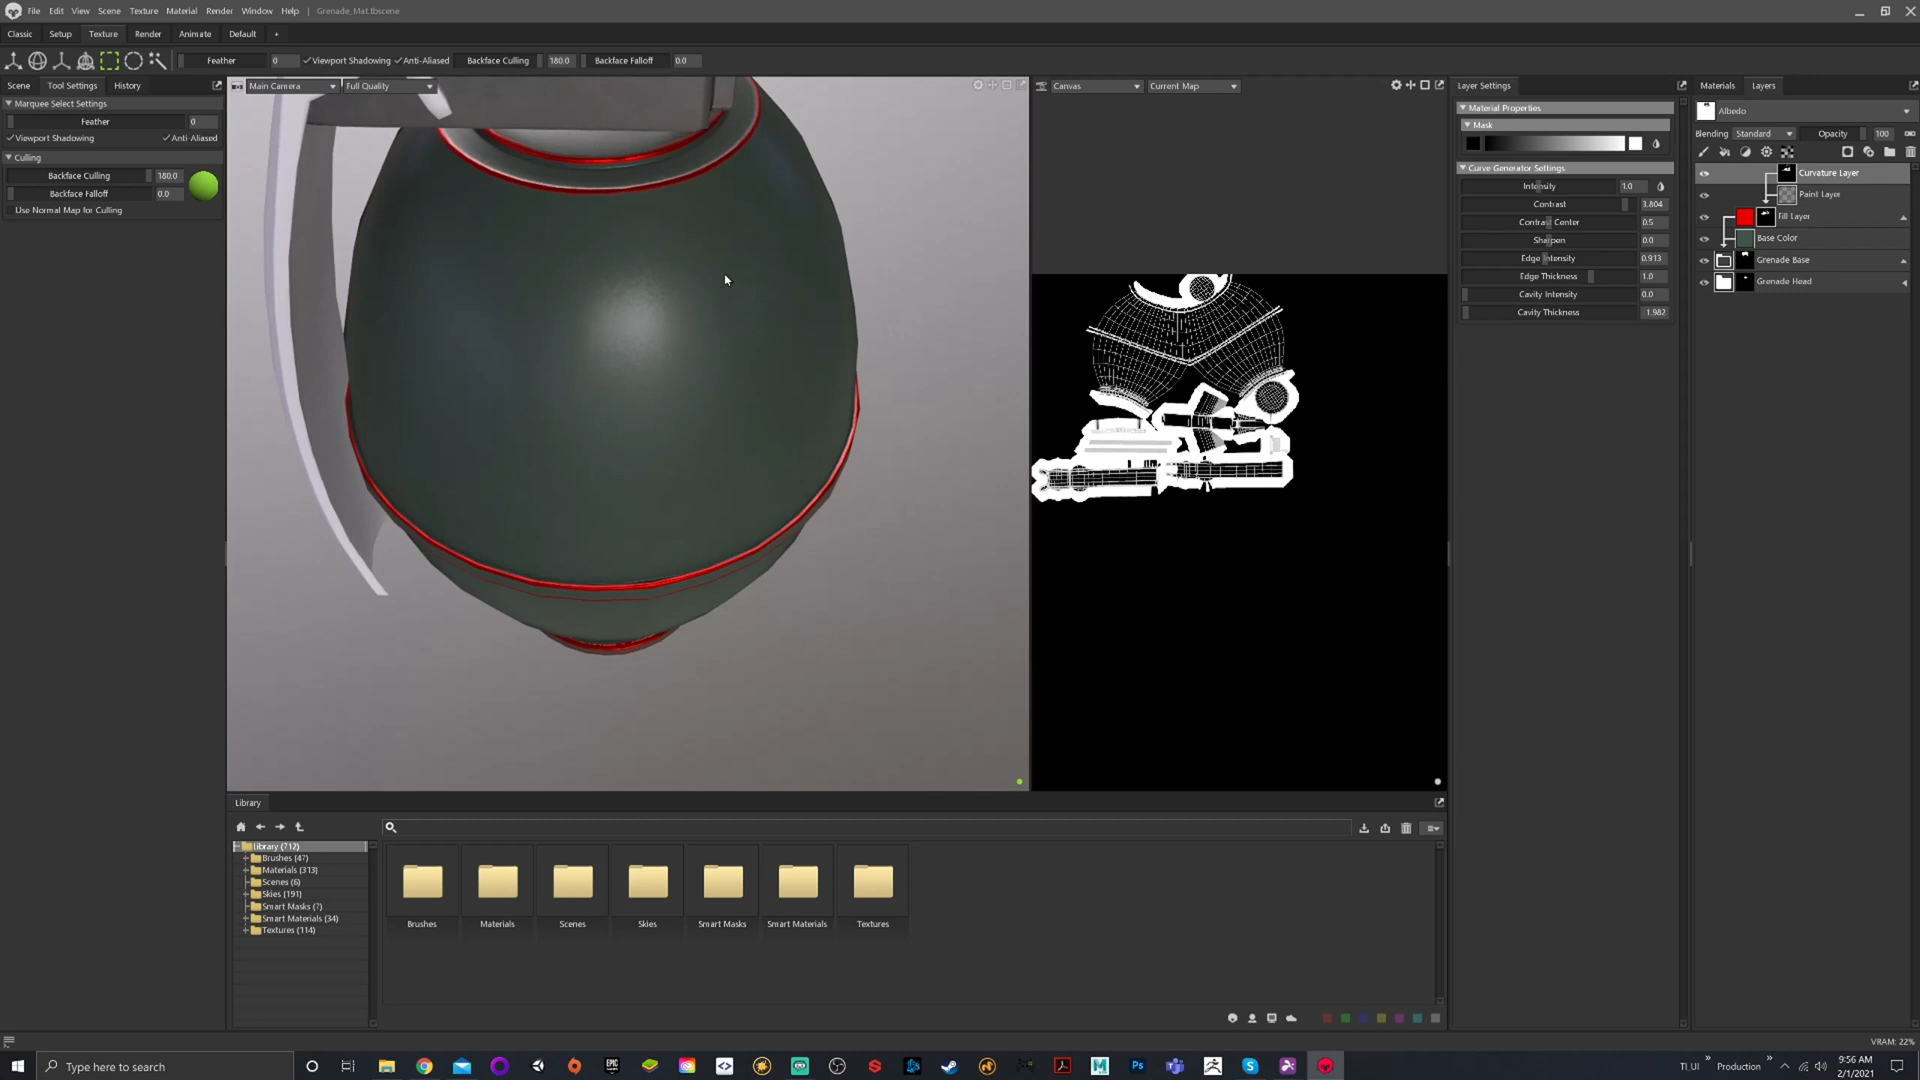 File Edit View Scene Texture Material Render Window Help | Grenade_Mat.tbscene
Classic Setup Texture Render Animate Default +
Feather 0 Viewport Shadowing Anti-Aliased Backface Culling 180.0 Backface Falloff 0.0
Scene Tool Settings History
Marquee Select Settings
Feather 0
Viewport Shadowing Anti-Aliased
Culling
Backface Culling 180.0
Backface Falloff 0.0
Use Normal Map for Culling
Main Camera Full Quality
Canvas Current Map
Layer Settings
Material Properties
Mask
Curve Generator Settings
Intensity 1.0
Contrast 3.804
Contrast Center 0.5
Sharpen 0.0
Edge Intensity 0.913
Edge Thickness 1.0
Cavity Intensity 0.0
Cavity Thickness 1.982
Materials Layers
Albedo
Blending Standard Opacity 100
Curvature Layer
Paint Layer
Fill Layer
Base Color
Grenade Base
Grenade Head
Library
library (712)
Brushes (47)
Materials (313)
Scenes (6)
Skies (191)
Smart Masks (7)
Smart Materials (34)
Textures (114)
Brushes Materials Scenes Skies Smart Masks Smart Materials Textures
VRAM: 22%
Type here to search
TI_UI Production
9:56 AM
2/1/2021